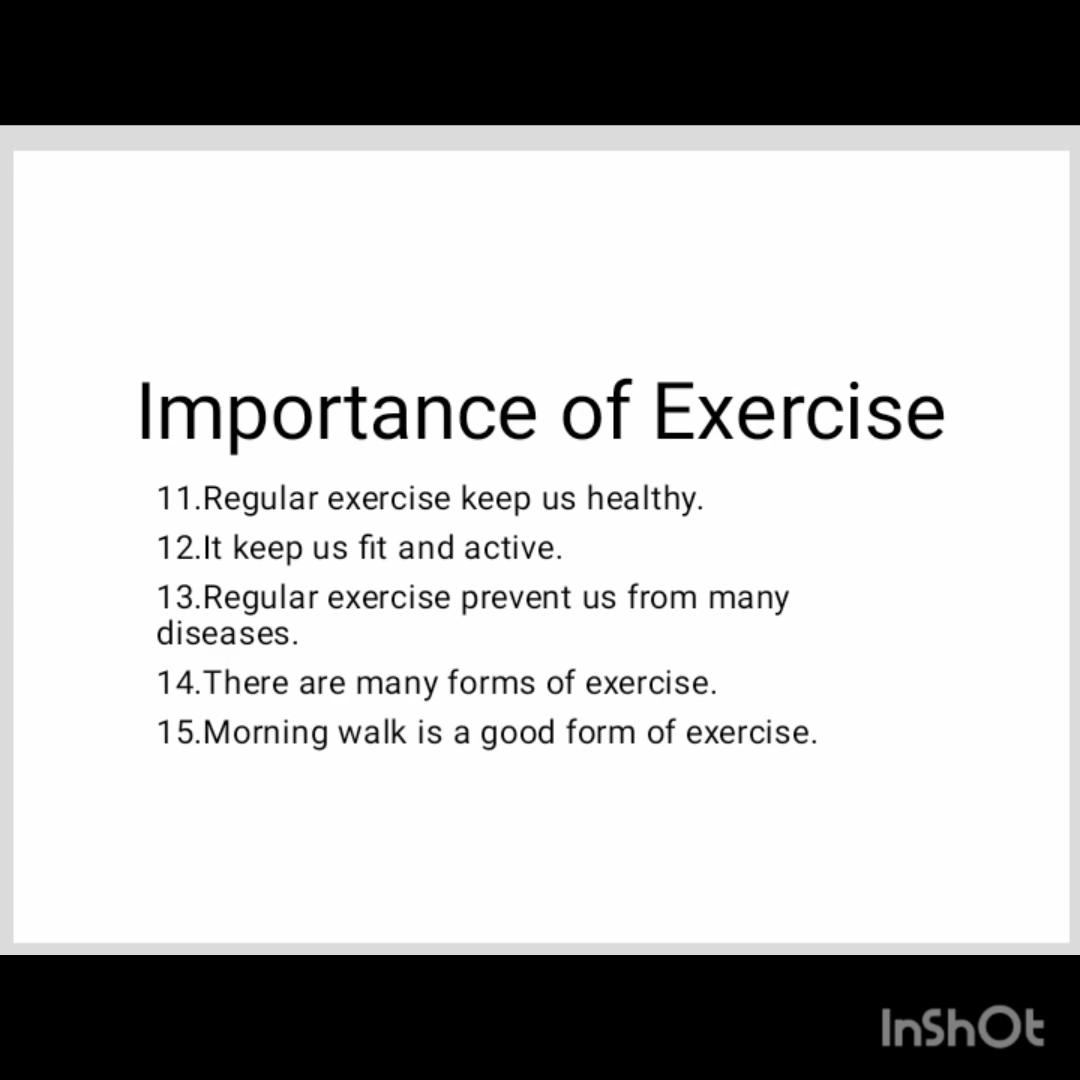 Importance of Exercise
11.Regular exercise keep us healthy.
12.It keep us fit and active.
13.Regular exercise prevent us from many
diseases.
14.There are many forms of exercise.
15.Morning walk is a good form of exercise.
InShOt